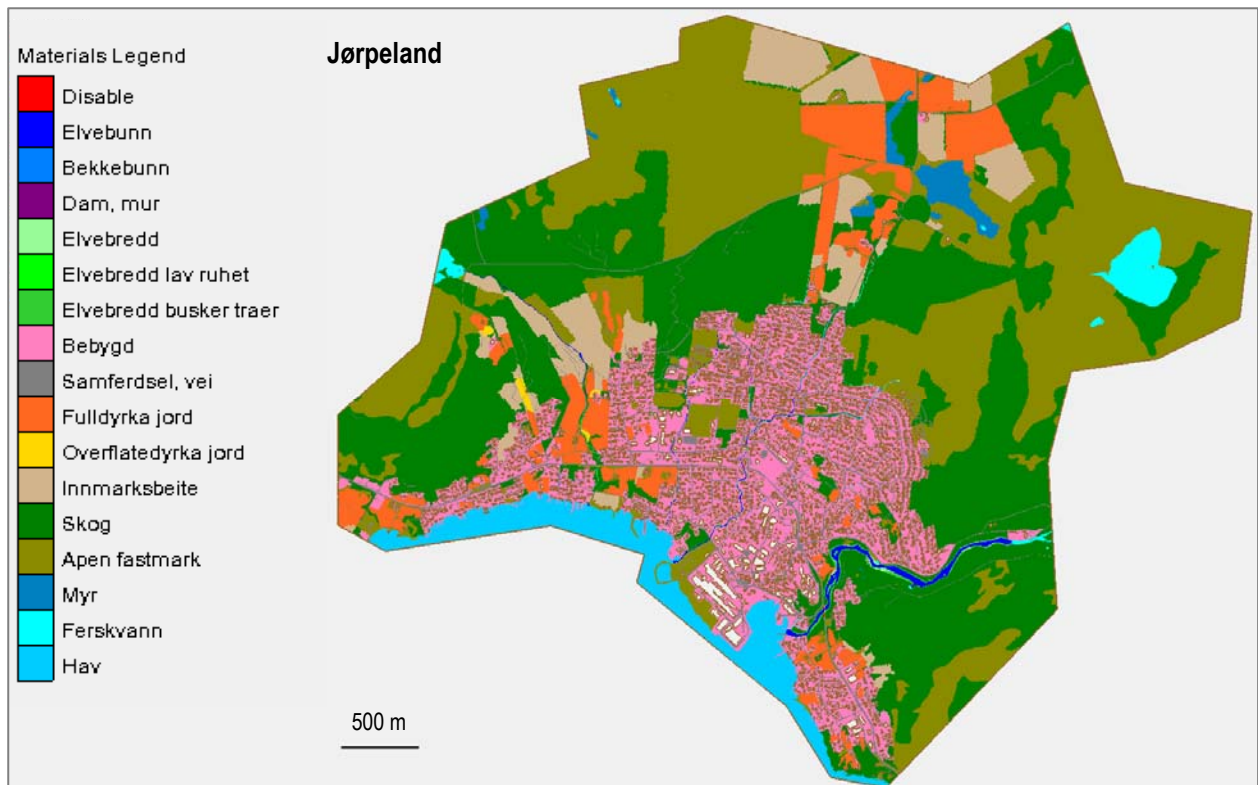 Jørpeland
Materials Legend
Disable
Elvebunn
Bekkebunn
Dam, mur
Elvebredd
Elvebredd lav ruhet
Elvebredd busker traer
Bebygd
Samferdsel, vei
Fulldyrka jord
Overflatedyrka jord
Innmarksbeite
Skog
Apen fastmark
Myr
Ferskvann
Hav
500 m